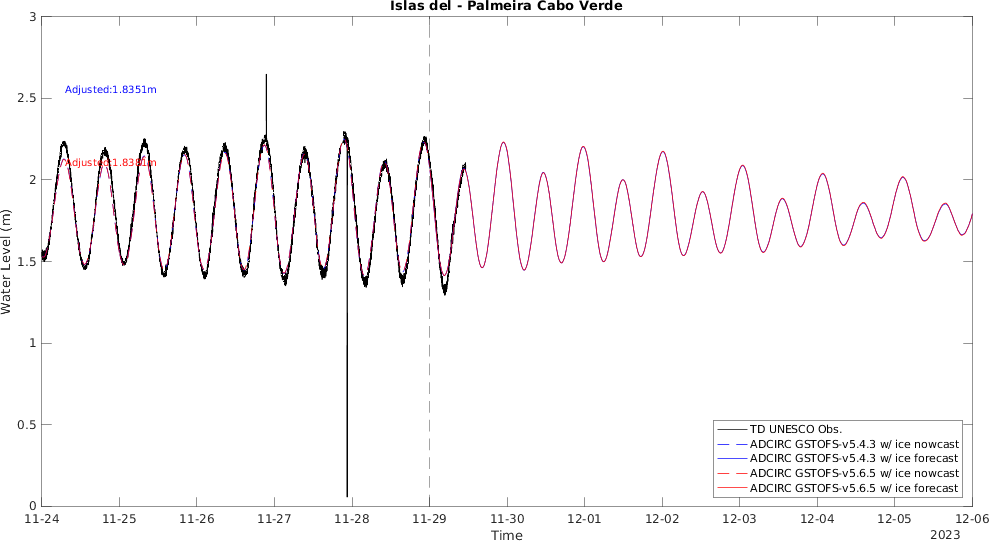 Islas del - Palmeira Cabo Verde
3
2.5
2
1.5
1
0.5
0
Water Level (m)
Adjusted:1.8351m
Adjusted:1.8381m
TD UNESCO Obs.
ADCIRC GSTOFS-v5.4.3 w/ ice nowcast
ADCIRC GSTOFS-v5.4.3 w/ ice forecast
ADCIRC GSTOFS-v5.6.5 w/ ice nowcast
ADCIRC GSTOFS-v5.6.5 w/ ice forecast
11-24 11-25 11-26 11-27 11-28 11-29 11-30 12-01 12-02 12-03 12-04 12-05 12-06
Time
2023